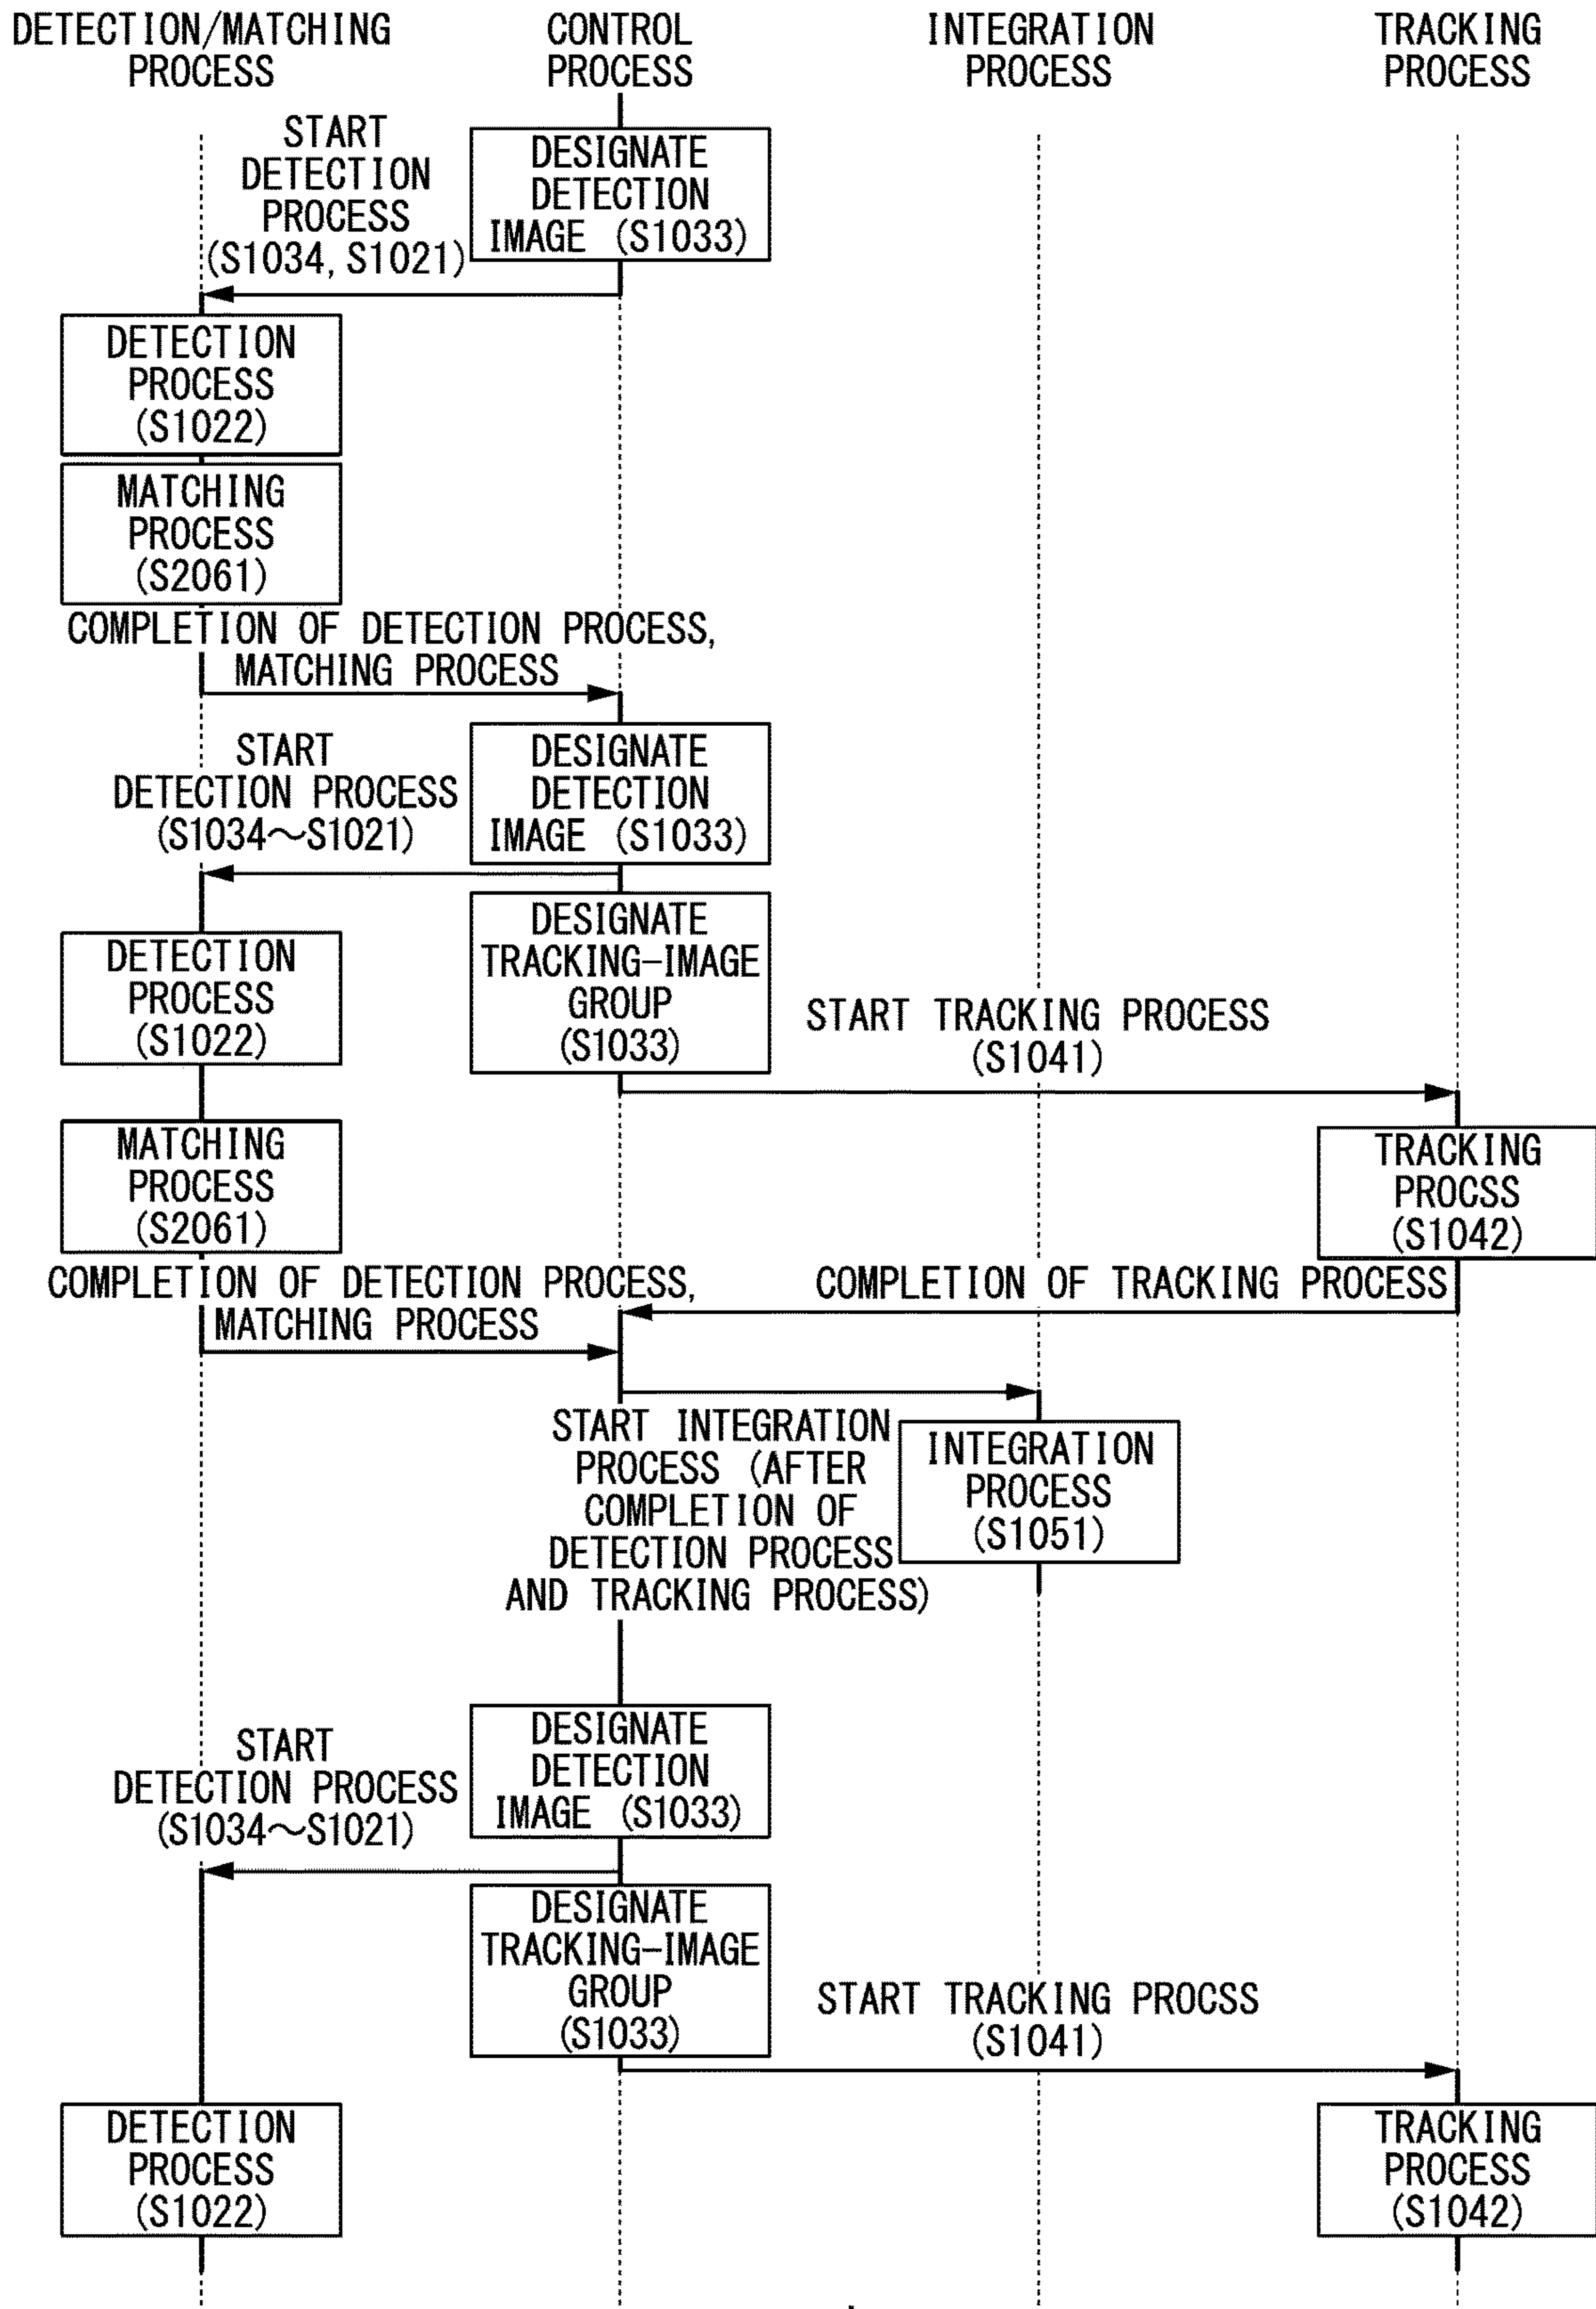 DETECTION/MATCHING
PROCESS
CONTROL
PROCESS
INTEGRATION
PROCESS
TRACKING
PROCESS
START
DETECTION
PROCESS
(S1034, S1021)
DESIGNATE
DETECTION
IMAGE (S1033)
DETECTION
PROCESS
(S1022)
MATCHING
PROCESS
(S2061)
COMPLETION OF DETECTION PROCESS,
MATCHING PROCESS
START
DETECTION PROCESS
(S1034~S1021)
DESIGNATE
DETECTION
IMAGE (S1033)
DESIGNATE
TRACKING-IMAGE
GROUP
(S1033)
DETECTION
PROCESS
(S1022)
START TRACKING PROCESS
(S1041)
MATCHING
PROCESS
(S2061)
TRACKING
PROCSS
(S1042)
COMPLETION OF DETECTION PROCESS,
MATCHING PROCESS
COMPLETION OF TRACKING PROCESS
START INTEGRATION
PROCESS (AFTER
COMPLETION OF
DETECTION PROCESS
AND TRACKING PROCESS)
INTEGRATION
PROCESS
(S1051)
START
DETECTION PROCESS
(S1034~S1021)
DESIGNATE
DETECTION
IMAGE (S1033)
DESIGNATE
TRACKING-IMAGE
GROUP
(S1033)
START TRACKING PROCSS
(S1041)
DETECTION
PROCESS
(S1022)
TRACKING
PROCESS
(S1042)